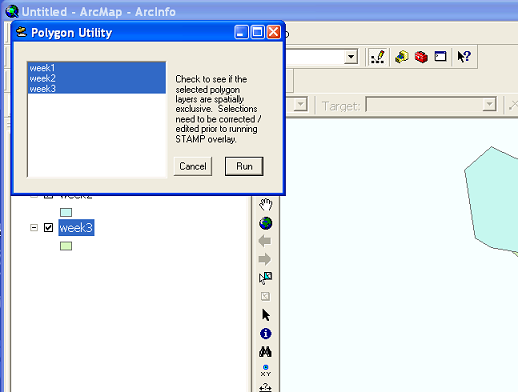 Untitled - ArcMap - ArcInfo
Polygon Utility
week1
week2
week3
Check to see if the
selected polygon
layers are spatially
exclusive. Selections
need to be corrected /
edited prior to running
STAMP overlay.
Cancel
Run
Target:
week2
week3
XY